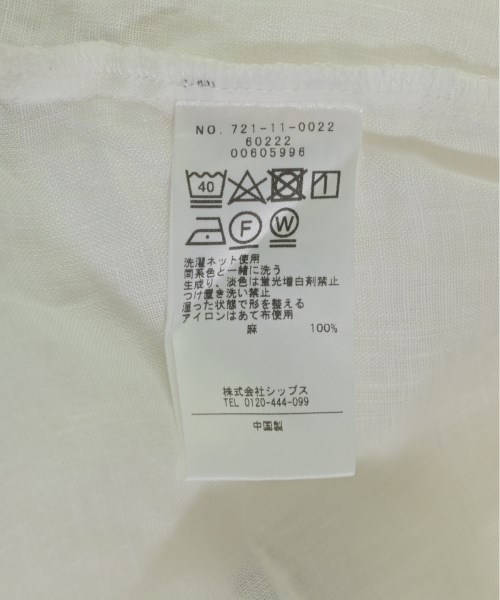 NO. 721-11-0022
60222
00605996
40
F
W
洗濯ネット使用
同系色と一緒に洗う
生成り、淡色は蛍光増白剤禁止
つけ置き洗い禁止
湿った状態で形を整える
アイロンはあて布使用
麻 100%
株式会社シップス
TEL 0120-444-099
中国製